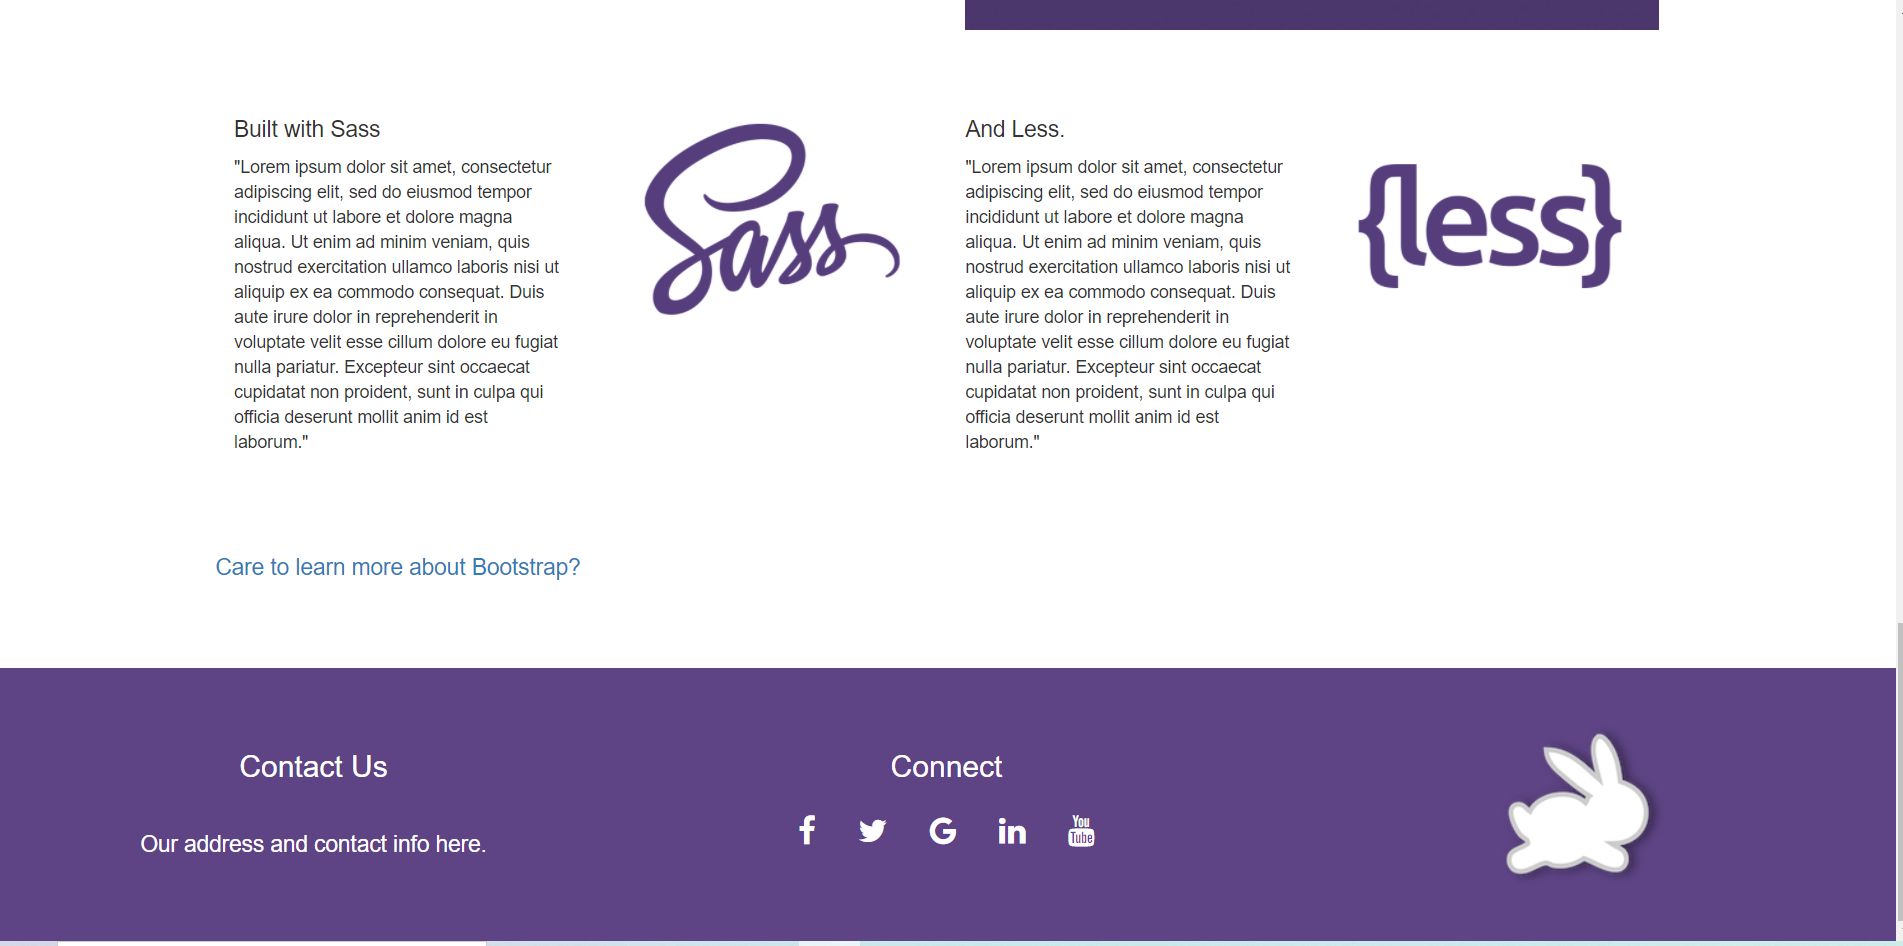 Built with Sass
"Lorem ipsum dolor sit amet, consectetur
adipiscing elit, sed do eiusmod tempor
incididunt ut labore et dolore magna
aliqua. Ut enim ad minim veniam, quis
nostrud exercitation ullamco laboris nisi ut
aliquip ex ea commodo consequat. Duis
aute irure dolor in reprehenderit in
voluptate velit esse cillum dolore eu fugiat
nulla pariatur. Excepteur sint occaecat
cupidatat non proident, sunt in culpa qui
officia deserunt mollit anim id est
laborum."
Sass
And Less.
"Lorem ipsum dolor sit amet, consectetur
adipiscing elit, sed do eiusmod tempor
incididunt ut labore et dolore magna
aliqua. Ut enim ad minim veniam, quis
nostrud exercitation ullamco laboris nisi ut
aliquip ex ea commodo consequat. Duis
aute irure dolor in reprehenderit in
voluptate velit esse cillum dolore eu fugiat
nulla pariatur. Excepteur sint occaecat
cupidatat non proident, sunt in culpa qui
officia deserunt mollit anim id est
laborum."
{less}
Care to learn more about Bootstrap?
Contact Us
Our address and contact info here.
Connect
f G in You
Tube